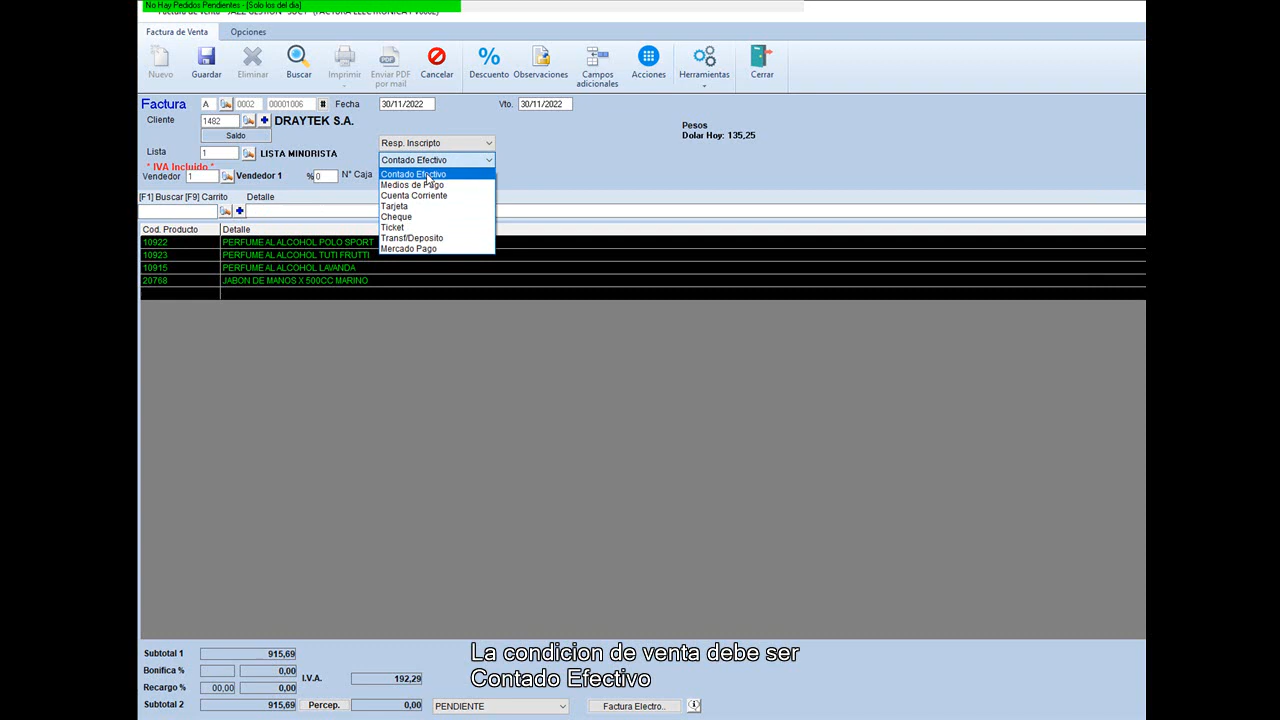 No Hay Pedidos Pendientes - [Solo los del dia]
Factura de Venta Opciones
Nuevo Guardar Eliminar Buscar Imprimir Enviar PDF por mail Cancelar % Descuento Observaciones Campos adicionales Acciones Herramientas Cerrar
Factura A 0002 00001006 # Fecha 30/11/2022 Vto. 30/11/2022
Cliente 1482 DRAYTEK S.A.
Pesos
Saldo
Dolar Hoy: 135,25
Resp. Inscripto
Lista 1 LISTA MINORISTA
Contado Efectivo
* IVA Incluido *
Vendedor 1 Vendedor 1 % 0 N° Caja
Contado Efectivo
Medios de Pago
Cuenta Corriente
Tarjeta
Cheque
Ticket
Transf/Deposito
Mercado Pago
[F1] Buscar [F9] Carrito Detalle
Cod. Producto Detalle
10922 PERFUME AL ALCOHOL POLO SPORT
10923 PERFUME AL ALCOHOL TUTI FRUTTI
10915 PERFUME AL ALCOHOL LAVANDA
20768 JABON DE MANOS X 500CC MARINO
Subtotal 1 915,69
Bonifica % 0,00
I.V.A. 192,29
Recargo % 00,00 0,00
Subtotal 2 915,69 Percep. 0,00 PENDIENTE Factura Electro..
La condicion de venta debe ser
Contado Efectivo